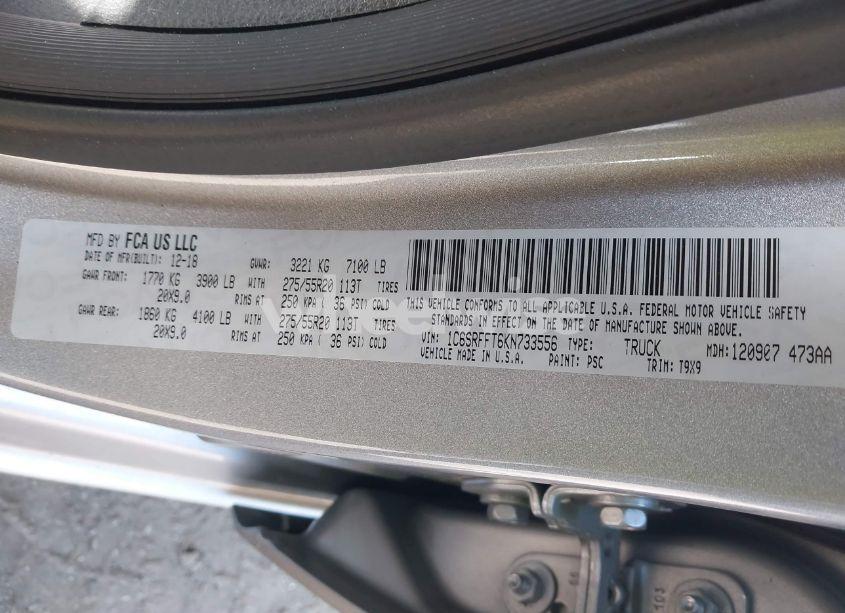 MFD BY FCA US LLC
DATE OF MFR(BUILT): 12-18 GVWR: 3221 KG 7100 LB
GAWR FRONT: 1770 KG 3900 LB WITH 275/55R20 113T TIRES
20X9.0 RIMS AT 250 KPA ( 36 PSI) COLD
GAWR REAR: 1860 KG 4100 LB WITH 275/55R20 113T TIRES
20X9.0 RIMS AT 250 KPA ( 36 PSI) COLD
THIS VEHICLE CONFORMS TO ALL APPLICABLE U.S.A. FEDERAL MOTOR VEHICLE SAFETY
STANDARDS IN EFFECT ON THE DATE OF MANUFACTURE SHOWN ABOVE.
VIN: 1C6SRFFT6KN733556 TYPE: TRUCK MDH: 120907 473AA
VEHICLE MADE IN U.S.A. PAINT: PSC TRIM: T9X9
103